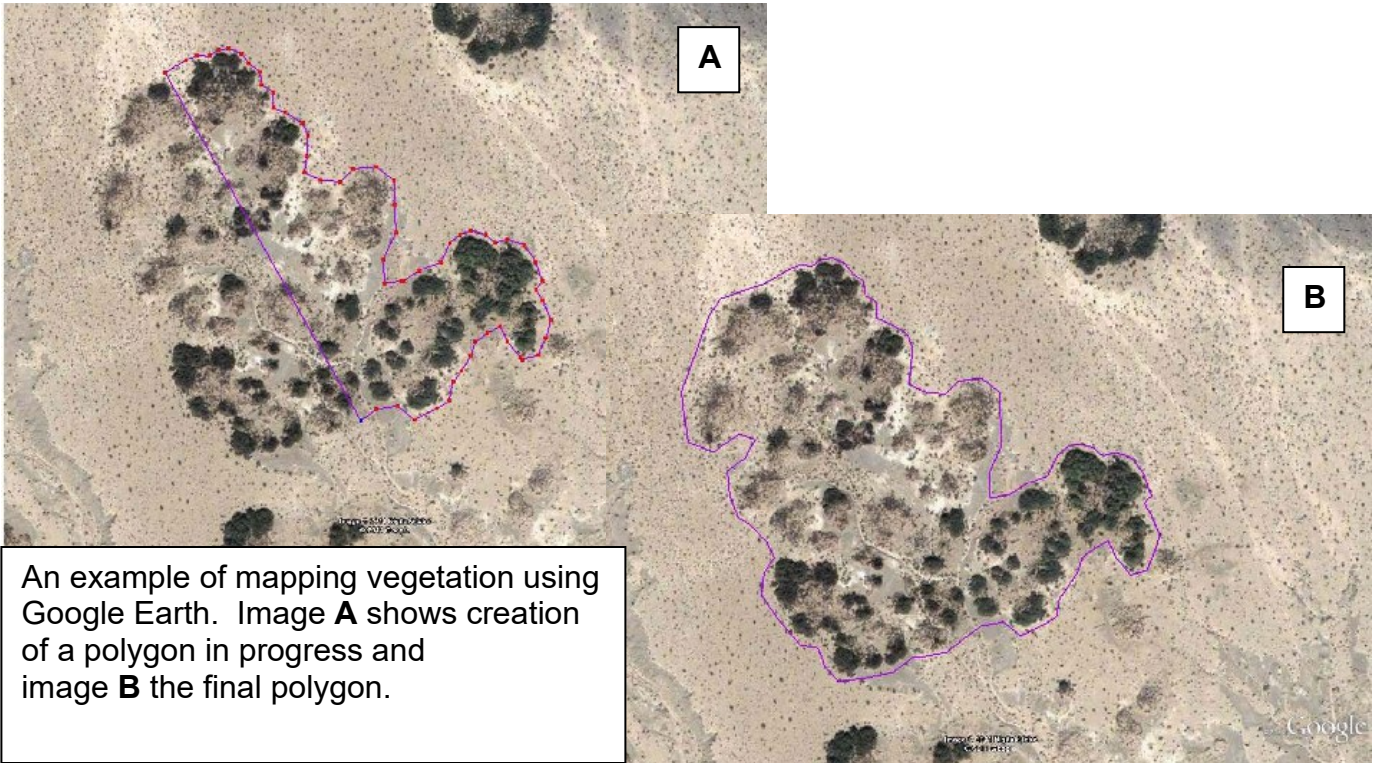 A
B
An example of mapping vegetation using
Google Earth. Image A shows creation
of a polygon in progress and
image B the final polygon.
Google